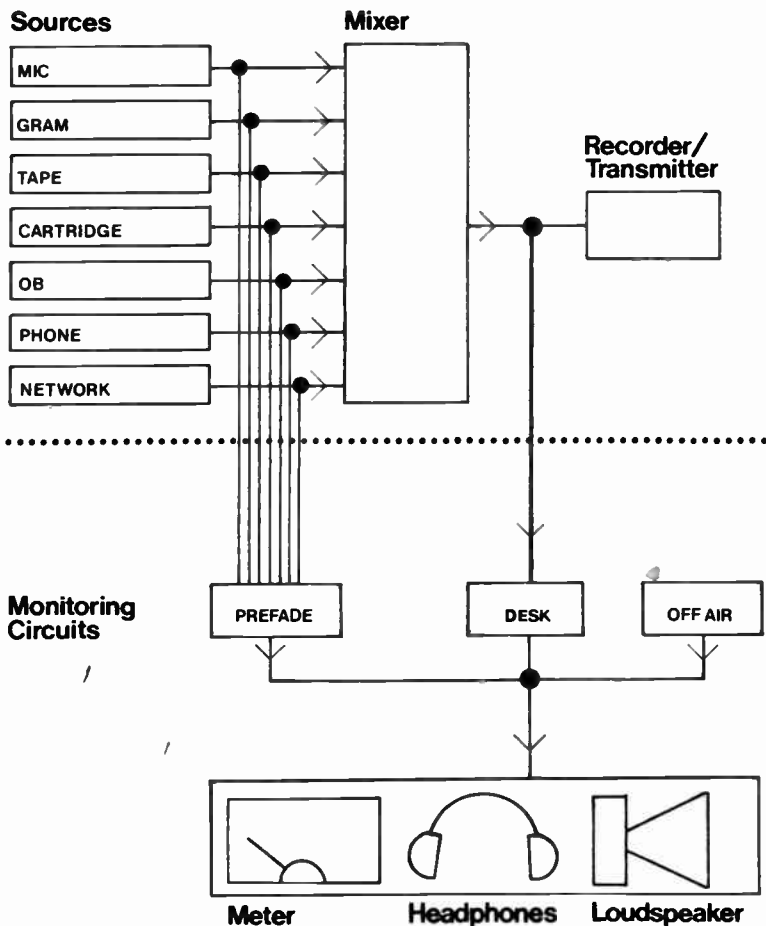 Sources
Mixer
MIC
GRAM
TAPE
CARTRIDGE
OB
PHONE
NETWORK
Recorder/
Transmitter
Monitoring
Circuits
PREFADE
DESK
OFF AIR
Meter
Headphones
Loudspeaker